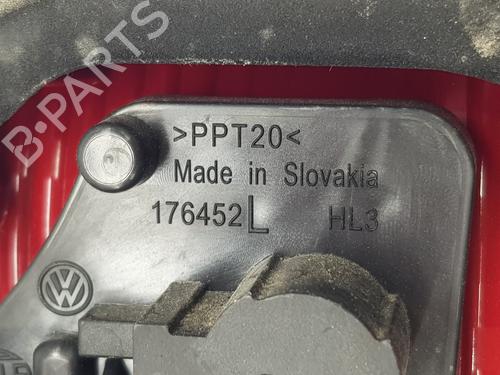 B-PARTS
>PPT20<
Made in Slovakia
176452L HL3